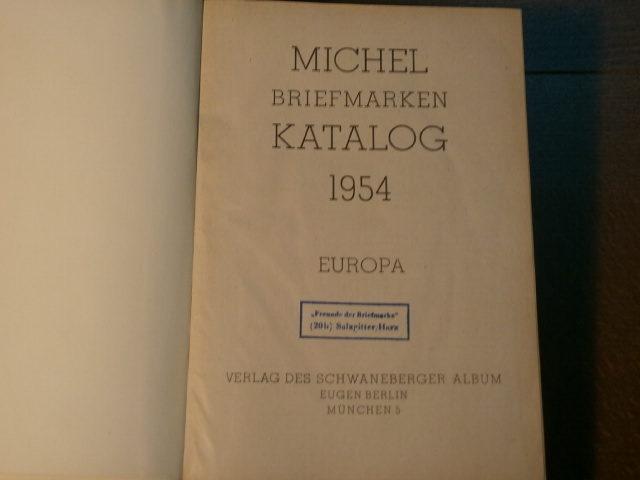 MICHEL
BRIEFMARKEN
KATALOG
1954
EUROPA
„Freunde der Briefmarke"
(20b) Salzgitter/Harz
VERLAG DES SCHWANEBERGER ALBUM
EUGEN BERLIN
MÜNCHEN 5